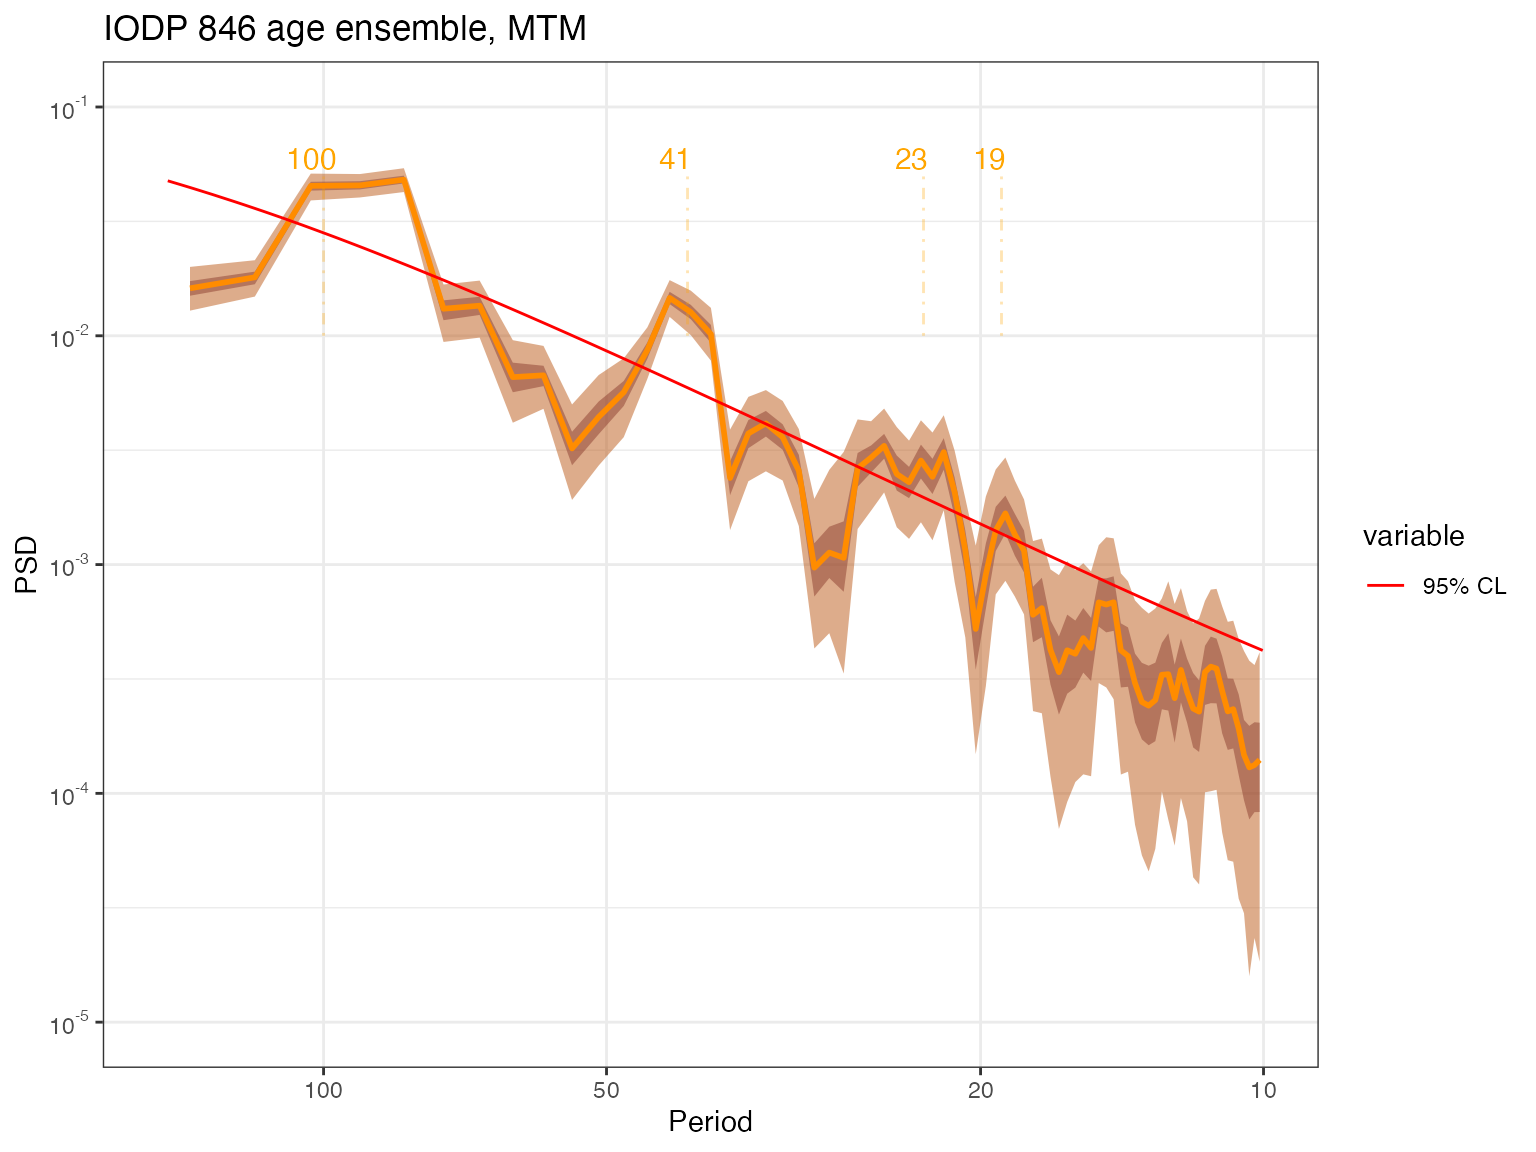 IODP 846 age ensemble, MTM
10-1
10-2
10-3
10-4
10-5
PSD
100 41 23 19
100 50 20 10
Period
variable
95% CL